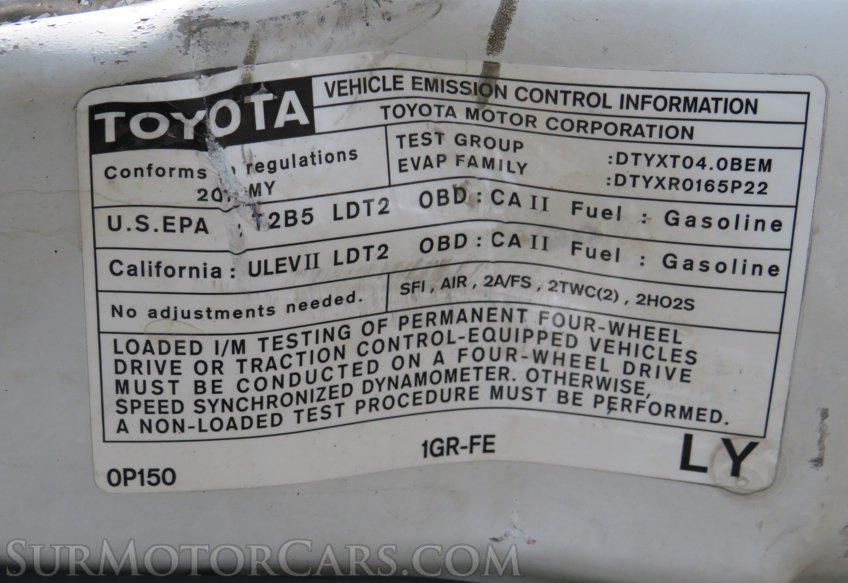 TOYOTA VEHICLE EMISSION CONTROL INFORMATION
TOYOTA MOTOR CORPORATION
Conforms regulations
MY
TEST GROUP :DTYXT04.0BEM
EVAP FAMILY :DTYXR0165P22
U.S.EPA : T2B5 LDT2 OBD : CA II Fuel : Gasoline
California : ULEV II LDT2 OBD : CA II Fuel : Gasoline
No adjustments needed. SFI, AIR, 2A/FS, 2TWC(2), 2HO2S
LOADED I/M TESTING OF PERMANENT FOUR-WHEEL
DRIVE OR TRACTION CONTROL-EQUIPPED VEHICLES
MUST BE CONDUCTED ON A FOUR-WHEEL DRIVE
SPEED SYNCHRONIZED DYNAMOMETER. OTHERWISE,
A NON-LOADED TEST PROCEDURE MUST BE PERFORMED.
0P150 1GR-FE LY
SurMotorCars.com